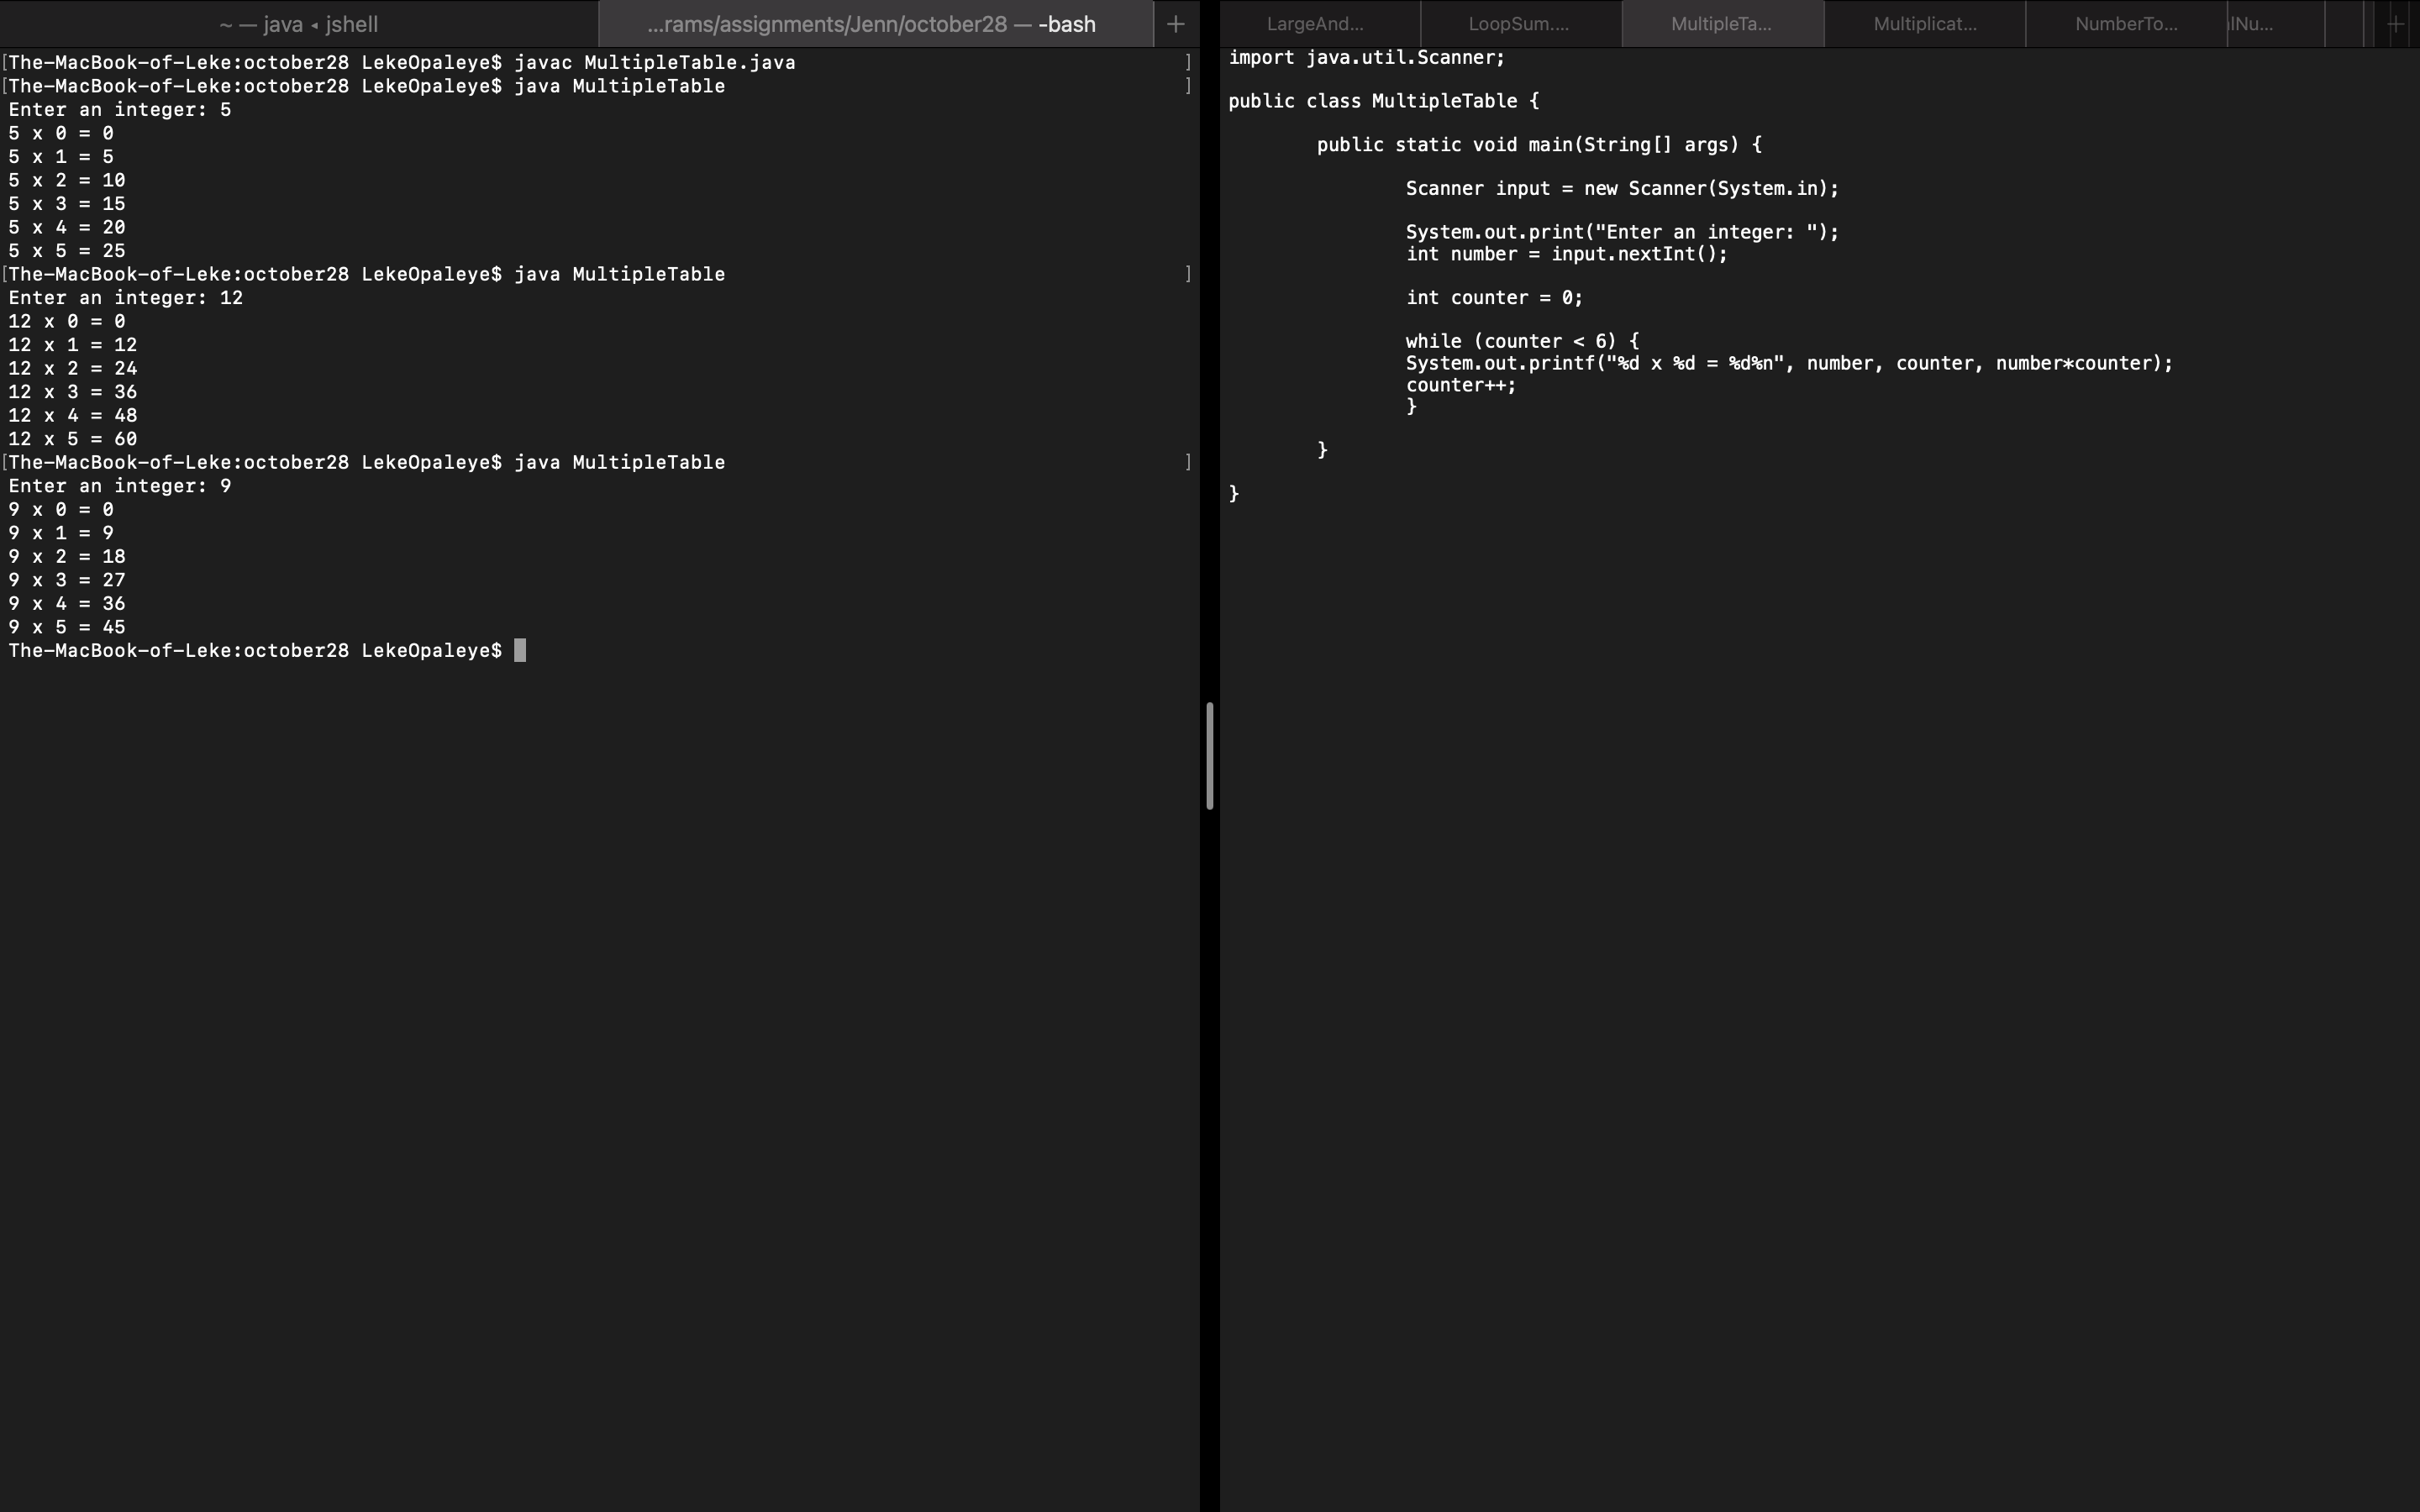 ~ — java ◂ jshell
...rams/assignments/Jenn/october28 — -bash
+
[The-MacBook-of-Leke:october28 LekeOpaleye$ javac MultipleTable.java ]
[The-MacBook-of-Leke:october28 LekeOpaleye$ java MultipleTable ]
Enter an integer: 5
5 x 0 = 0
5 x 1 = 5
5 x 2 = 10
5 x 3 = 15
5 x 4 = 20
5 x 5 = 25
[The-MacBook-of-Leke:october28 LekeOpaleye$ java MultipleTable ]
Enter an integer: 12
12 x 0 = 0
12 x 1 = 12
12 x 2 = 24
12 x 3 = 36
12 x 4 = 48
12 x 5 = 60
[The-MacBook-of-Leke:october28 LekeOpaleye$ java MultipleTable ]
Enter an integer: 9
9 x 0 = 0
9 x 1 = 9
9 x 2 = 18
9 x 3 = 27
9 x 4 = 36
9 x 5 = 45
The-MacBook-of-Leke:october28 LekeOpaleye$
LargeAnd...
LoopSum....
MultipleTa...
Multiplicat...
NumberTo...
lNu...
+
import java.util.Scanner;
public class MultipleTable {
public static void main(String[] args) {
Scanner input = new Scanner(System.in);
System.out.print("Enter an integer: ");
int number = input.nextInt();
int counter = 0;
while (counter < 6) {
System.out.printf("%d x %d = %d%n", number, counter, number*counter);
counter++;
}
}
}